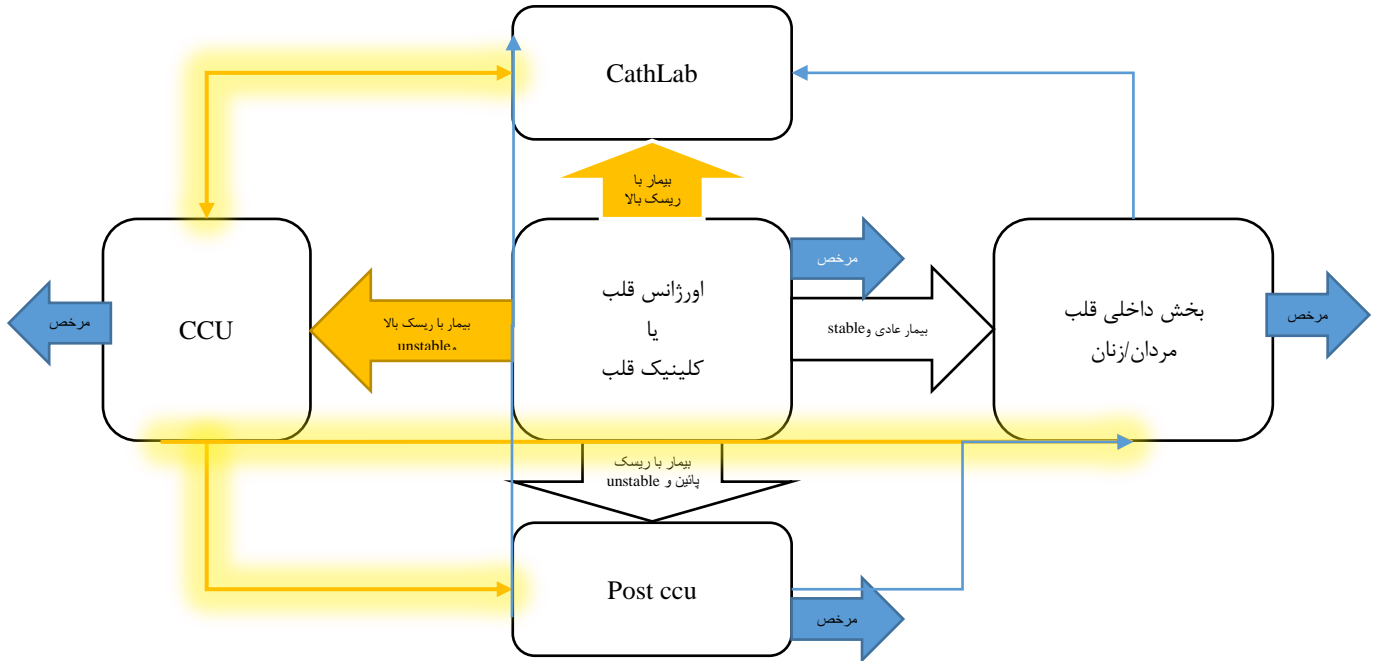 CathLab
بیمار با
ریسک بالا
CCU
مرخص
بیمار با ریسک بالا
وunstable
اورژانس قلب
یا
کلینیک قلب
مرخص
بیمار عادی وstable
بخش داخلی قلب
مردان/زنان
مرخص
بیمار با ریسک
پائین و unstable
Post ccu
مرخص